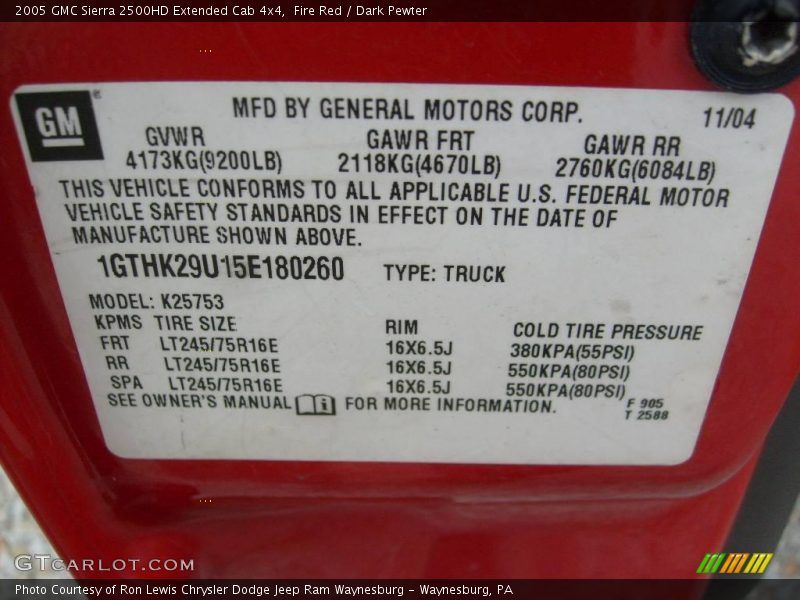 2005 GMC Sierra 2500HD Extended Cab 4x4,  Fire Red / Dark Pewter
GM®
MFD BY GENERAL MOTORS CORP. 11/04
GVWR GAWR FRT GAWR RR
4173KG(9200LB) 2118KG(4670LB) 2760KG(6084LB)
THIS VEHICLE CONFORMS TO ALL APPLICABLE U.S. FEDERAL MOTOR
VEHICLE SAFETY STANDARDS IN EFFECT ON THE DATE OF
MANUFACTURE SHOWN ABOVE.
1GTHK29U15E180260 TYPE: TRUCK
MODEL: K25753
KPMS TIRE SIZE RIM COLD TIRE PRESSURE
FRT LT245/75R16E 16X6.5J 380KPA(55PSI)
RR LT245/75R16E 16X6.5J 550KPA(80PSI)
SPA LT245/75R16E 16X6.5J 550KPA(80PSI)
SEE OWNER'S MANUAL FOR MORE INFORMATION.
F 905
T 2588
GTCARLOT.COM
Photo Courtesy of Ron Lewis Chrysler Dodge Jeep Ram Waynesburg - Waynesburg, PA